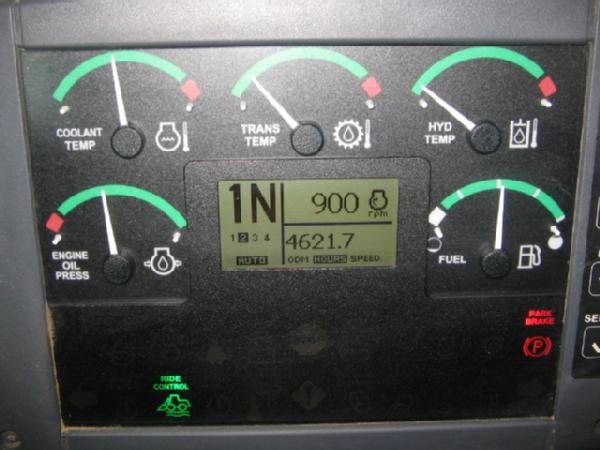 COOLANT
TEMP
TRANS
TEMP
HYD
TEMP
1N
900
rpm
1 2 3 4
4621.7
AUTO
ODM HOURS SPEED
ENGINE
OIL
PRESS
FUEL
PARK
BRAKE
P
RIDE
CONTROL